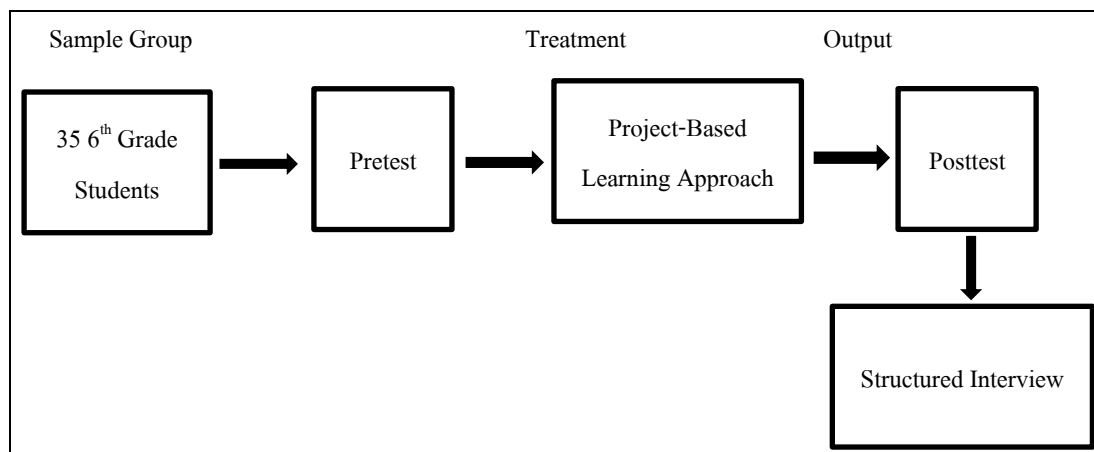 Sample Group
Treatment
Output
35 6th Grade
Students
Pretest
Project-Based
Learning Approach
Posttest
Structured Interview